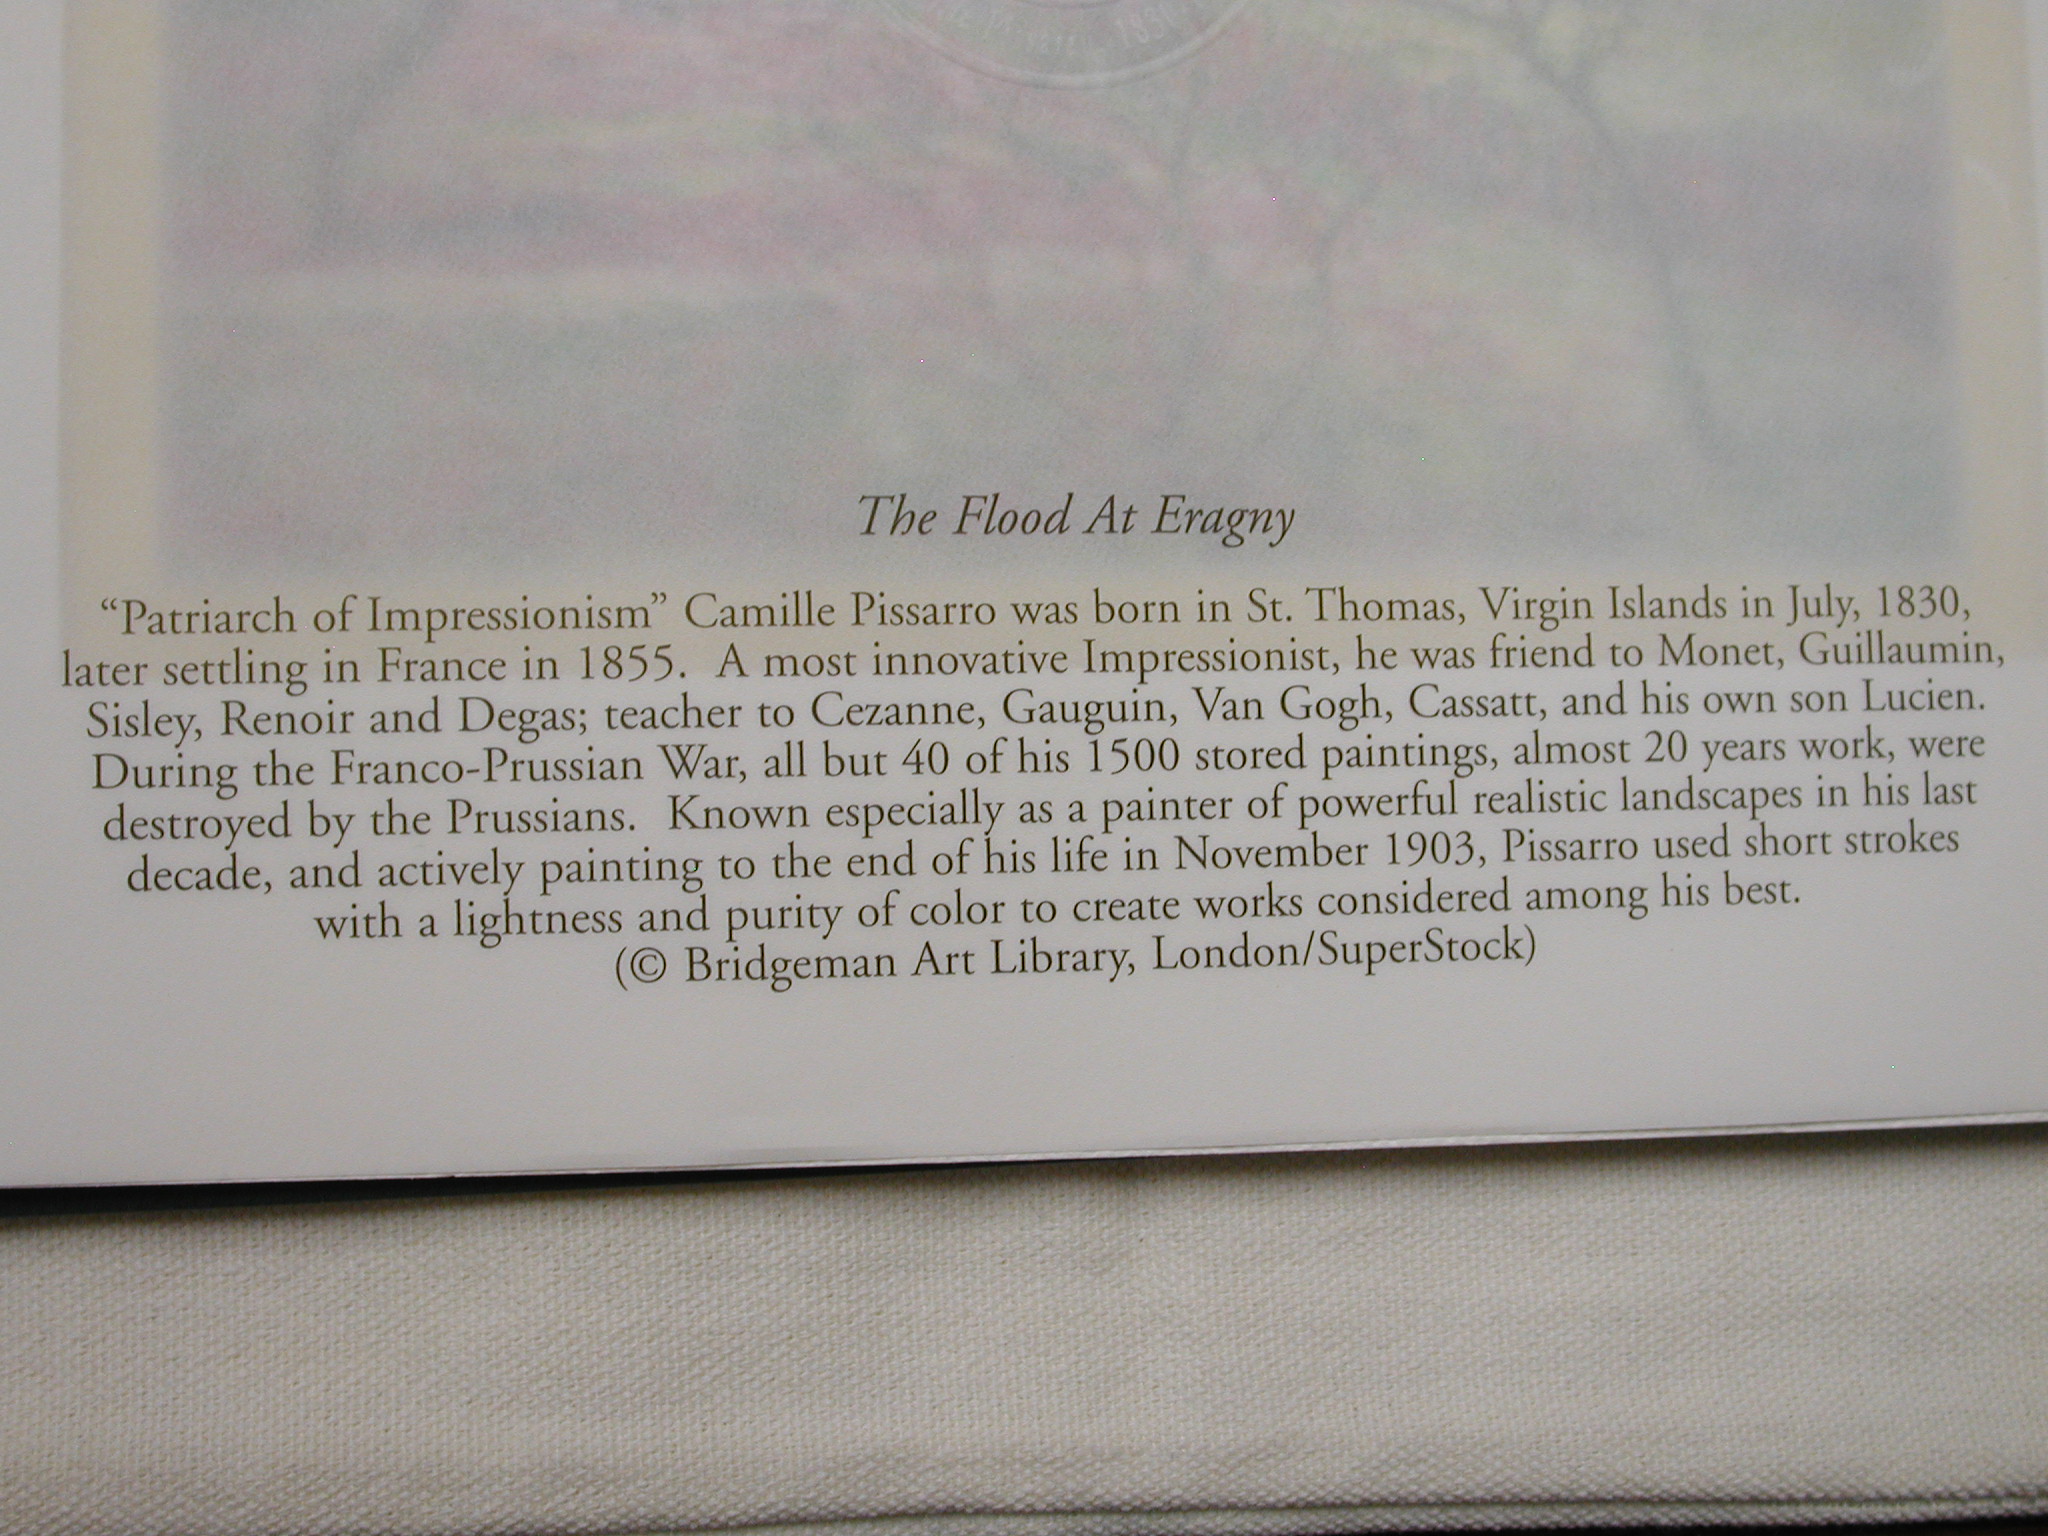 1830
The Flood At Eragny
“Patriarch of Impressionism” Camille Pissarro was born in St. Thomas, Virgin Islands in July, 1830,
later settling in France in 1855. A most innovative Impressionist, he was friend to Monet, Guillaumin,
Sisley, Renoir and Degas; teacher to Cezanne, Gauguin, Van Gogh, Cassatt, and his own son Lucien.
During the Franco-Prussian War, all but 40 of his 1500 stored paintings, almost 20 years work, were
destroyed by the Prussians. Known especially as a painter of powerful realistic landscapes in his last
decade, and actively painting to the end of his life in November 1903, Pissarro used short strokes
with a lightness and purity of color to create works considered among his best.
(© Bridgeman Art Library, London/SuperStock)